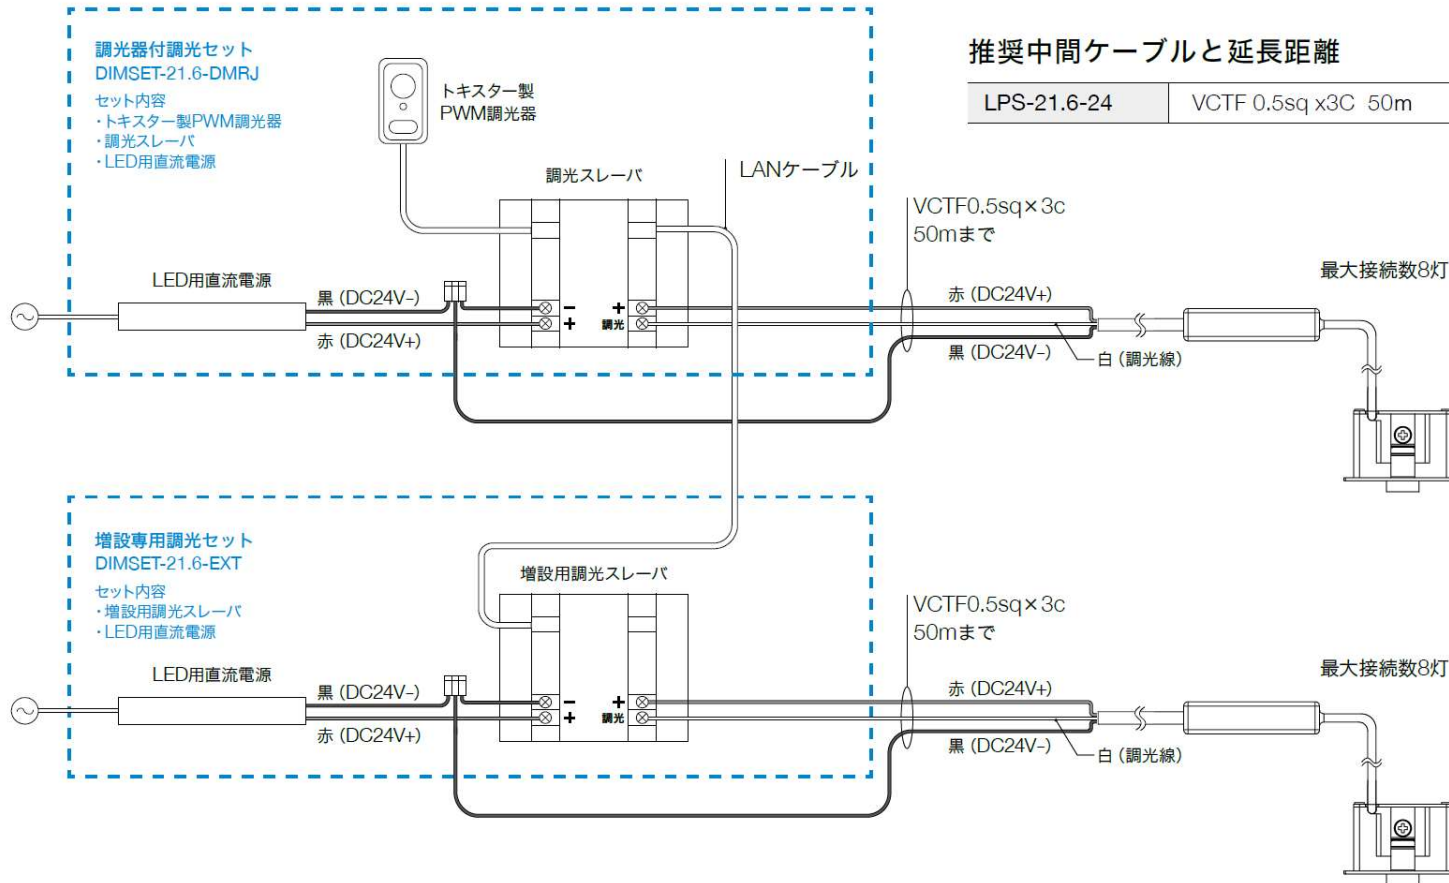 調光器付調光セット
DIMSET-21.6-DMRJ
セット内容
・トキスター製PWM調光器
・調光スレーバ
・LED用直流電源
トキスター製
PWM調光器
推奨中間ケーブルと延長距離
LPS-21.6-24 VCTF 0.5sq x3C 50m
調光スレーバ
LANケーブル
VCTF0.5sq×3c
50mまで
最大接続数8灯
LED用直流電源
黒 (DC24V-)
赤 (DC24V+)
- +
+ 調光
赤 (DC24V+)
黒 (DC24V-)
白 (調光線)
増設専用調光セット
DIMSET-21.6-EXT
セット内容
・増設用調光スレーバ
・LED用直流電源
増設用調光スレーバ
VCTF0.5sq×3c
50mまで
最大接続数8灯
LED用直流電源
黒 (DC24V-)
赤 (DC24V+)
- +
+ 調光
赤 (DC24V+)
黒 (DC24V-)
白 (調光線)